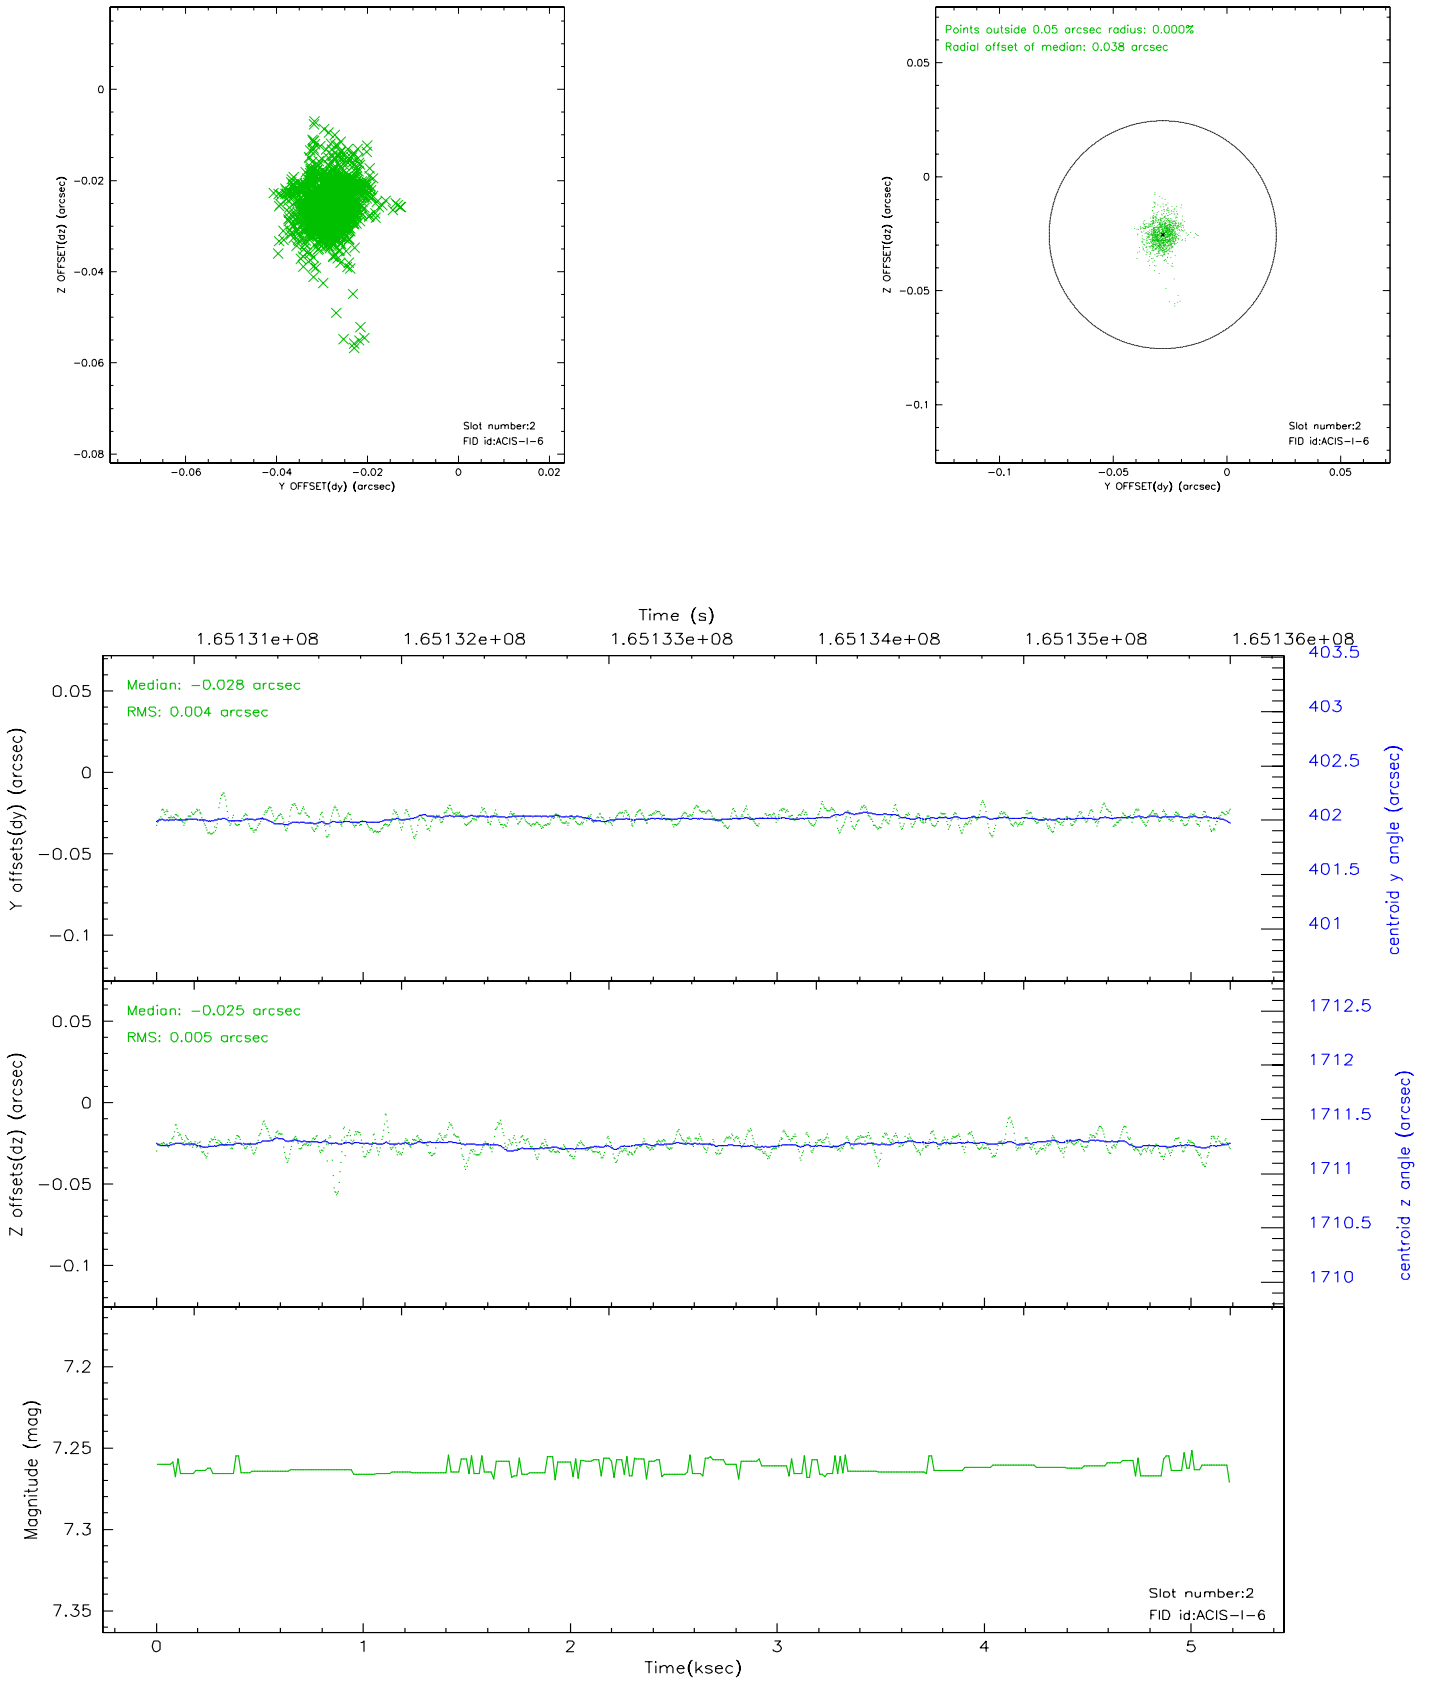 0
-0.02
-0.04
-0.06
-0.08
Z OFFSET(dz) (arcsec)
Slot number:2
FID id:ACIS-I-6
-0.06 -0.04 -0.02 0 0.02
Y OFFSET(dy) (arcsec)
Points outside 0.05 arcsec radius: 0.000%
Radial offset of median: 0.038 arcsec
0.05
0
-0.05
-0.1
Z OFFSET(dz) (arcsec)
Slot number:2
FID id:ACIS-I-6
-0.1 -0.05 0 0.05
Y OFFSET(dy) (arcsec)
Time (s)
1.65131e+08 1.65132e+08 1.65133e+08 1.65134e+08 1.65135e+08 1.65136e+08
Median: -0.028 arcsec
RMS: 0.004 arcsec
0.05
0
-0.05
-0.1
Y offsets(dy) (arcsec)
403.5
403
402.5
402
401.5
401
centroid y angle (arcsec)
Median: -0.025 arcsec
RMS: 0.005 arcsec
0.05
0
-0.05
-0.1
Z offsets(dz) (arcsec)
1712.5
1712
1711.5
1711
1710.5
1710
centroid z angle (arcsec)
7.2
7.25
7.3
7.35
Magnitude (mag)
Slot number:2
FID id:ACIS-I-6
0 1 2 3 4 5
Time(ksec)